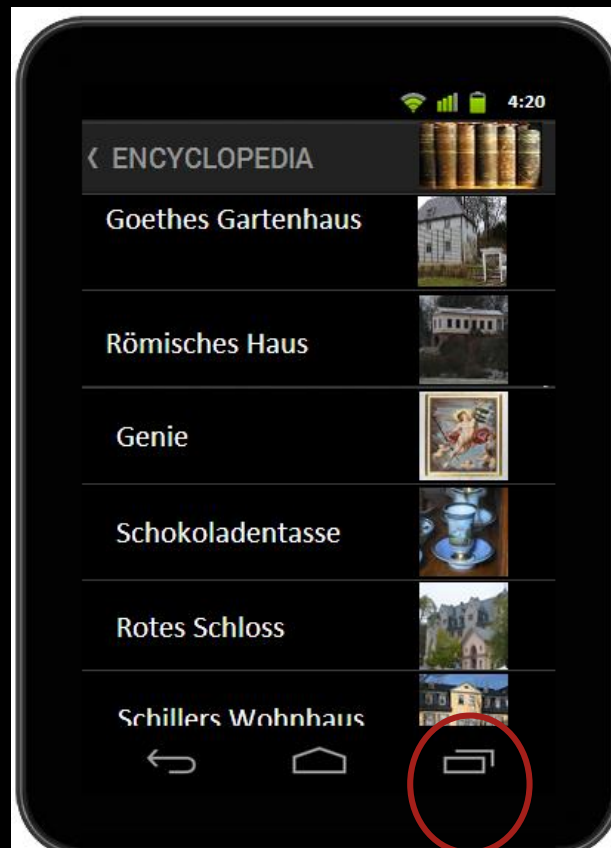 4:20
ENCYCLOPEDIA
Goethes Gartenhaus
Römisches Haus
Genie
Schokoladentasse
Rotes Schloss
Schillers Wohnhaus